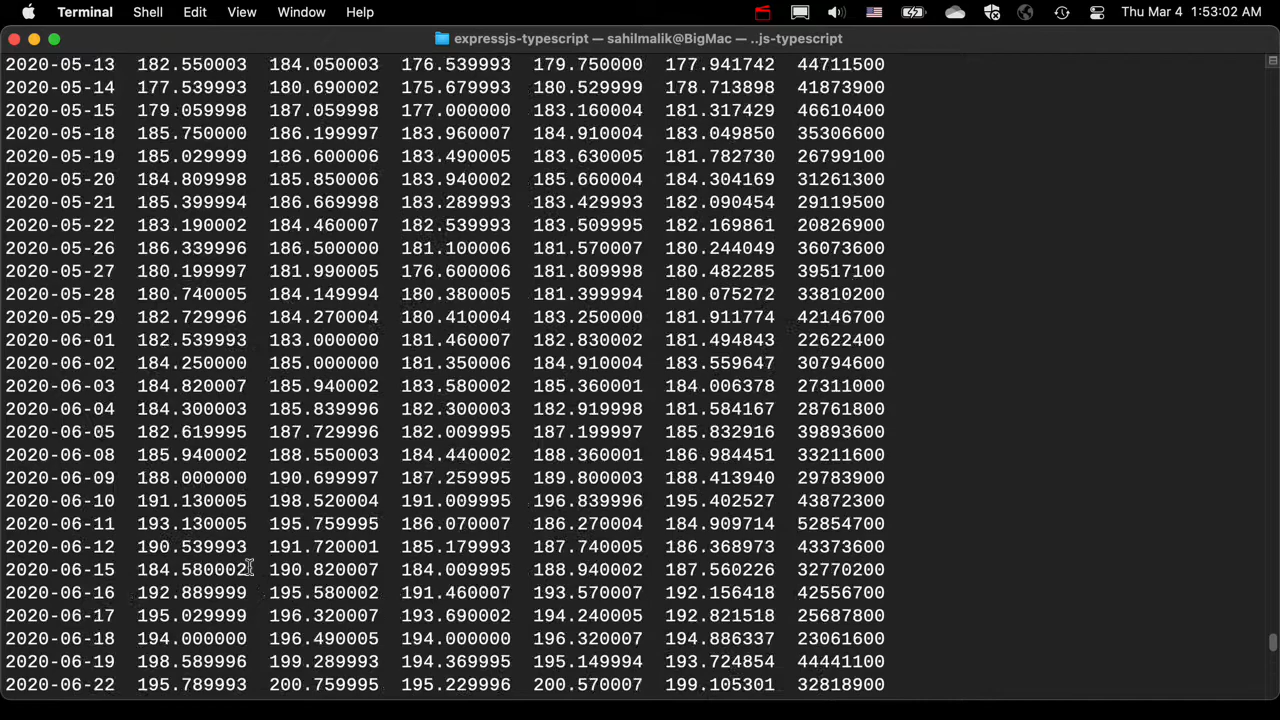 Terminal Shell Edit View Window Help Thu Mar 4 1:53:02 AM
expressjs-typescript — sahilmalik@BigMac — ..js-typescript
2020-05-13 182.550003 184.050003 176.539993 179.750000 177.941742 44711500
2020-05-14 177.539993 180.690002 175.679993 180.529999 178.713898 41873900
2020-05-15 179.059998 187.059998 177.000000 183.160004 181.317429 46610400
2020-05-18 185.750000 186.199997 183.960007 184.910004 183.049850 35306600
2020-05-19 185.029999 186.600006 183.490005 183.630005 181.782730 26799100
2020-05-20 184.809998 185.850006 183.940002 185.660004 184.304169 31261300
2020-05-21 185.399994 186.669998 183.289993 183.429993 182.090454 29119500
2020-05-22 183.190002 184.460007 182.539993 183.509995 182.169861 20826900
2020-05-26 186.339996 186.500000 181.100006 181.570007 180.244049 36073600
2020-05-27 180.199997 181.990005 176.600006 181.809998 180.482285 39517100
2020-05-28 180.740005 184.149994 180.380005 181.399994 180.075272 33810200
2020-05-29 182.729996 184.270004 180.410004 183.250000 181.911774 42146700
2020-06-01 182.539993 183.000000 181.460007 182.830002 181.494843 22622400
2020-06-02 184.250000 185.000000 181.350006 184.910004 183.559647 30794600
2020-06-03 184.820007 185.940002 183.580002 185.360001 184.006378 27311000
2020-06-04 184.300003 185.839996 182.300003 182.919998 181.584167 28761800
2020-06-05 182.619995 187.729996 182.009995 187.199997 185.832916 39893600
2020-06-08 185.940002 188.550003 184.440002 188.360001 186.984451 33211600
2020-06-09 188.000000 190.699997 187.259995 189.800003 188.413940 29783900
2020-06-10 191.130005 198.520004 191.009995 196.839996 195.402527 43872300
2020-06-11 193.130005 195.759995 186.070007 186.270004 184.909714 52854700
2020-06-12 190.539993 191.720001 185.179993 187.740005 186.368973 43373600
2020-06-15 184.580002 190.820007 184.009995 188.940002 187.560226 32770200
2020-06-16 192.889999 195.580002 191.460007 193.570007 192.156418 42556700
2020-06-17 195.029999 196.320007 193.690002 194.240005 192.821518 25687800
2020-06-18 194.000000 196.490005 194.000000 196.320007 194.886337 23061600
2020-06-19 198.589996 199.289993 194.369995 195.149994 193.724854 44441100
2020-06-22 195.789993 200.759995 195.229996 200.570007 199.105301 32818900